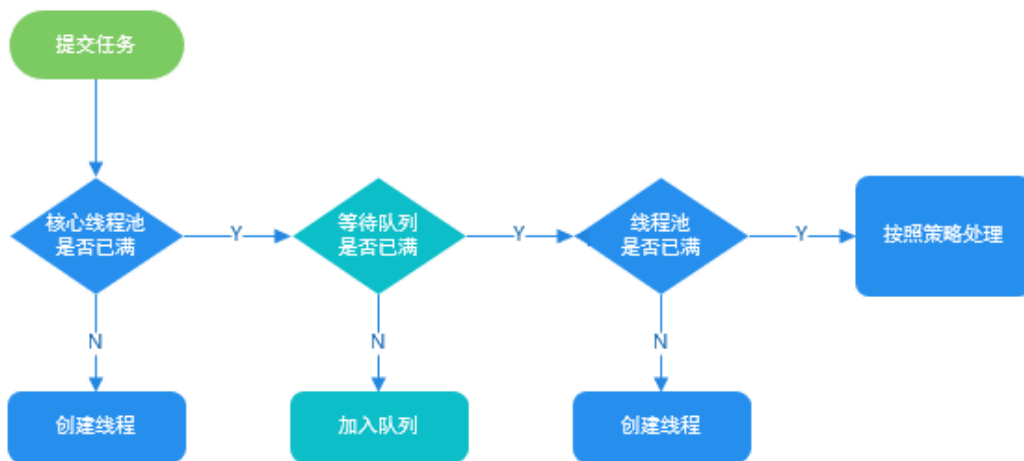 提交任务
核心线程池
是否已满
Y
等待队列
是否已满
Y
线程池
是否已满
Y
按照策略处理
N
N
N
创建线程
加入队列
创建线程